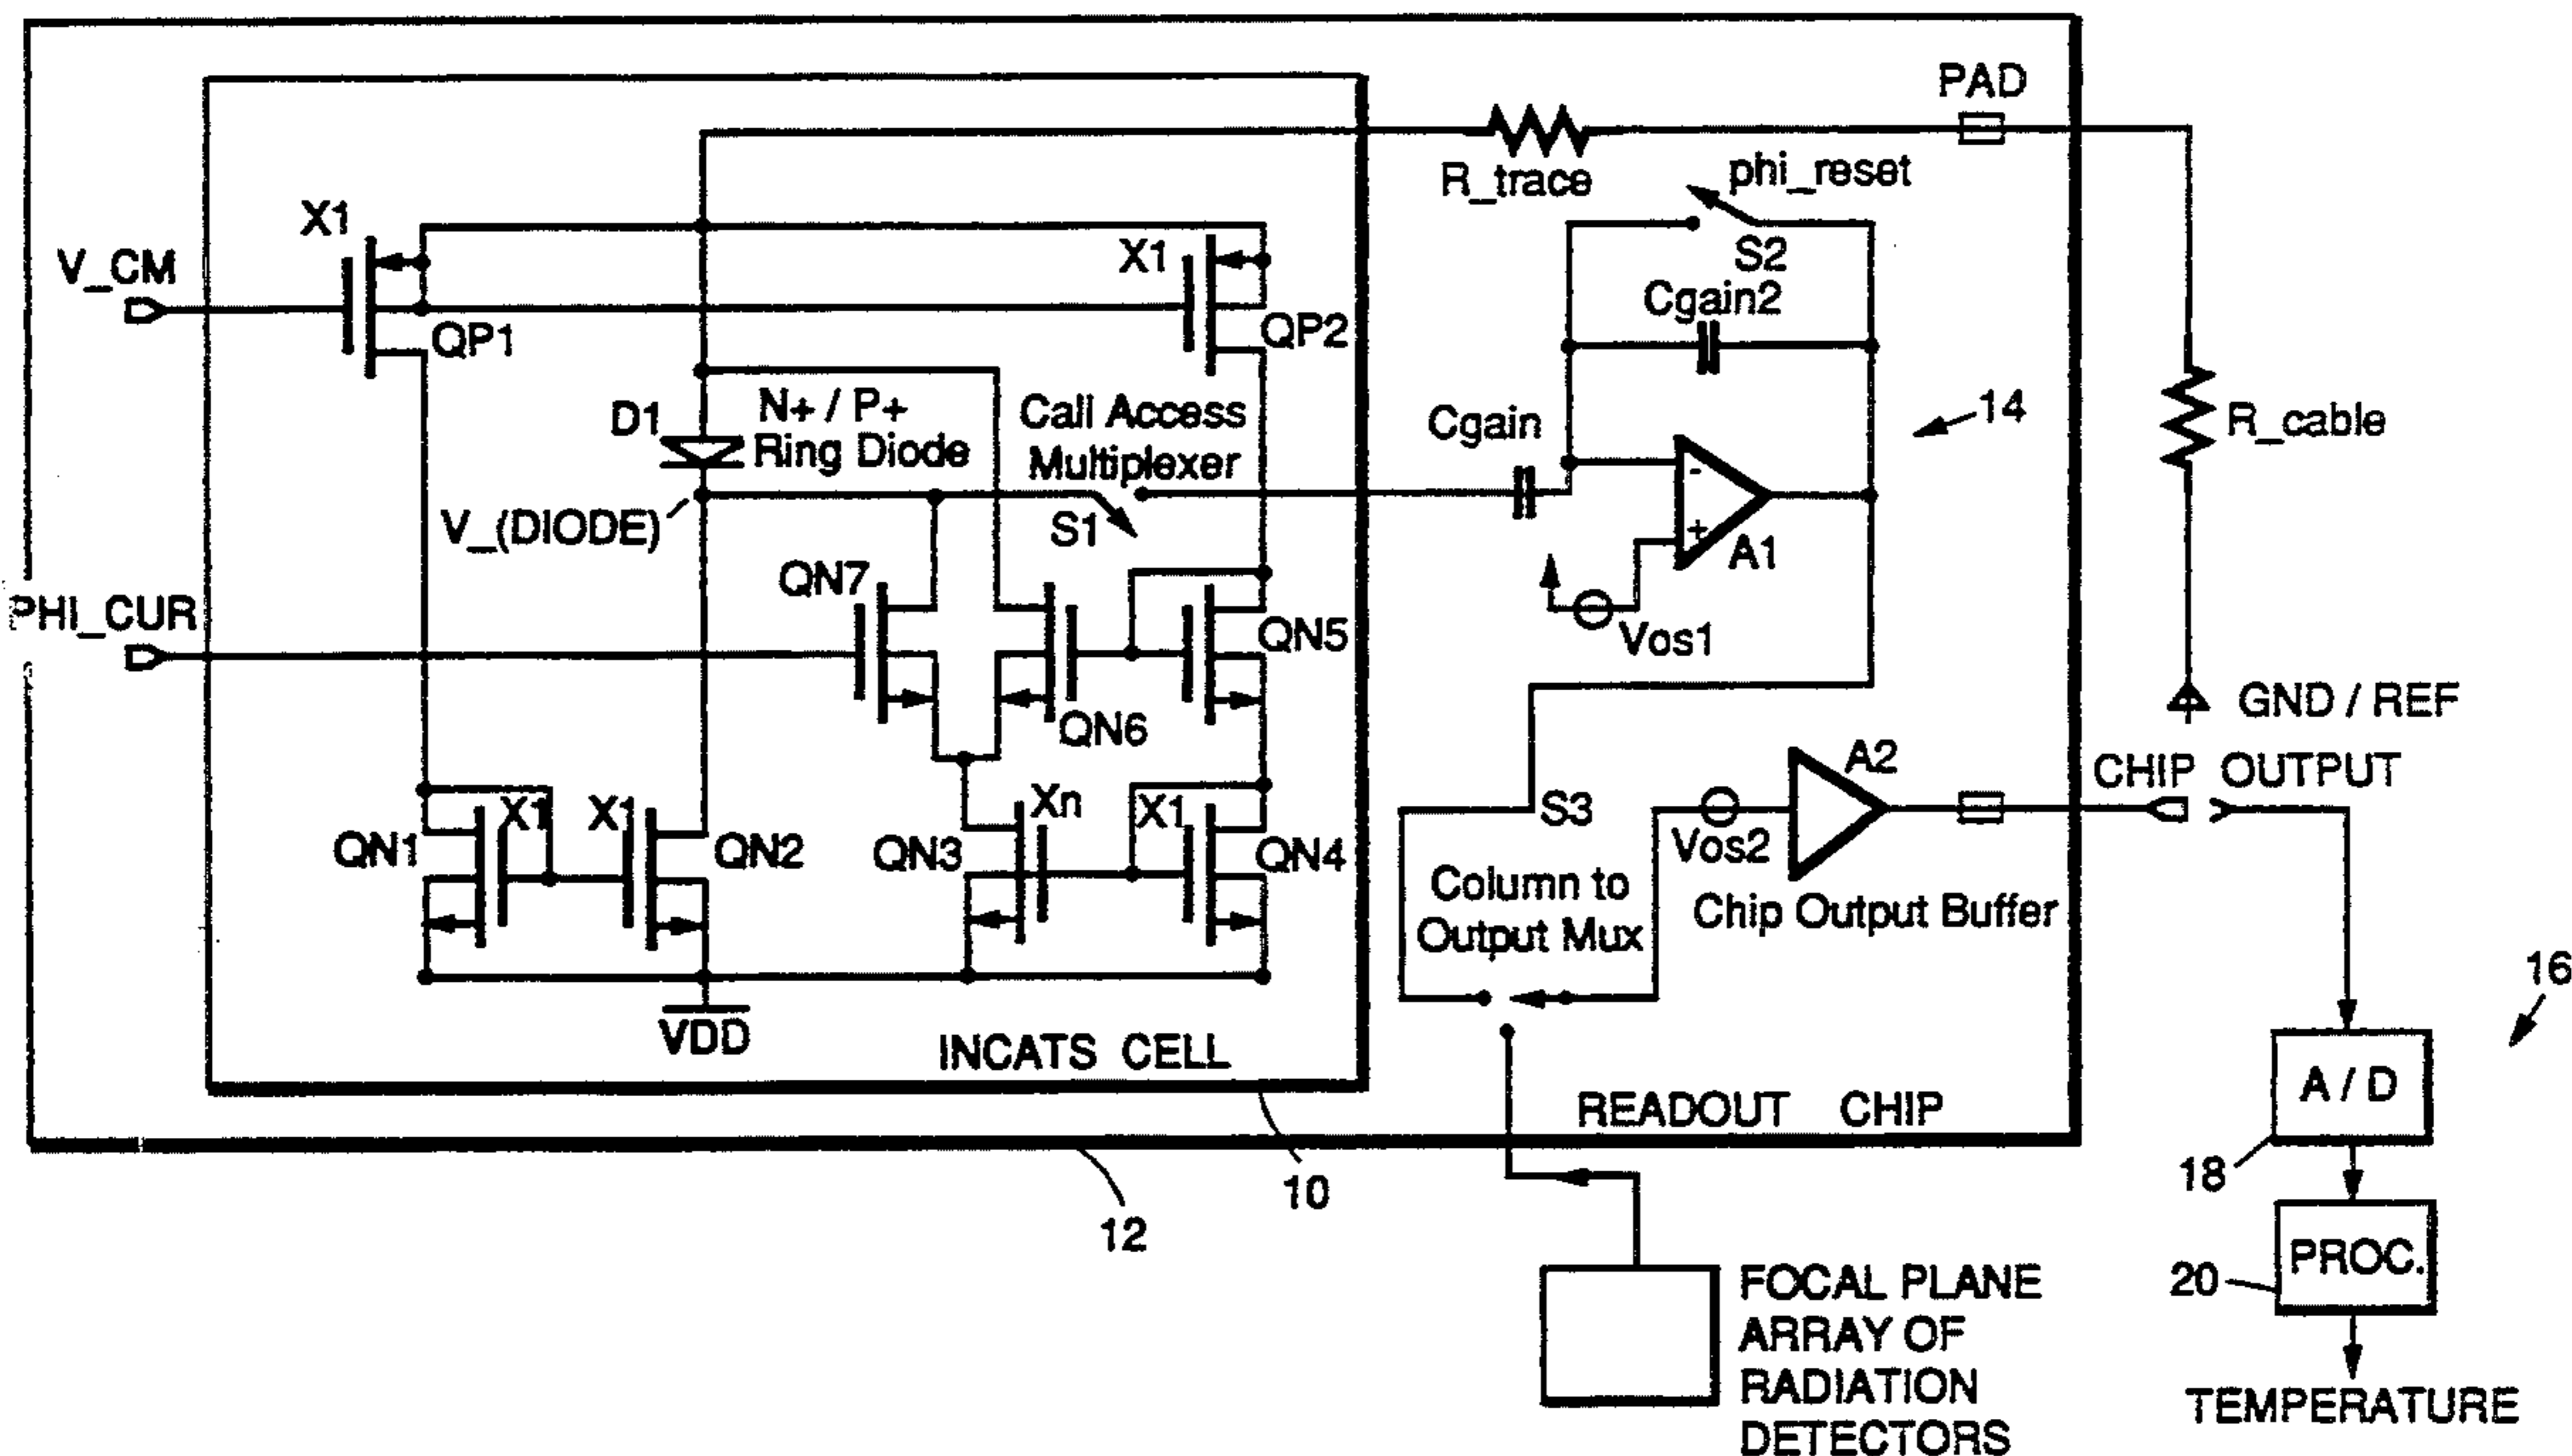 PAD
R_trace
phi_reset
X1
V_CM
X1
S2
Cgain2
QP1
QP2
D1
N+ / P+
Ring Diode
Call Access
Multiplexer
Cgain
14
R_cable
-
+
A1
V_(DIODE)
S1
QN7
PHI_CUR
QN5
Vos1
QN6
GND / REF
A2
CHIP OUTPUT
X1
X1
Xn
X1
S3
QN1
QN2
QN3
QN4
Vos2
Column to
Output Mux
Chip Output Buffer
16
VDD
INCATS CELL
A / D
READOUT CHIP
18
10
12
PROC.
20
FOCAL PLANE
ARRAY OF
RADIATION
DETECTORS
TEMPERATURE